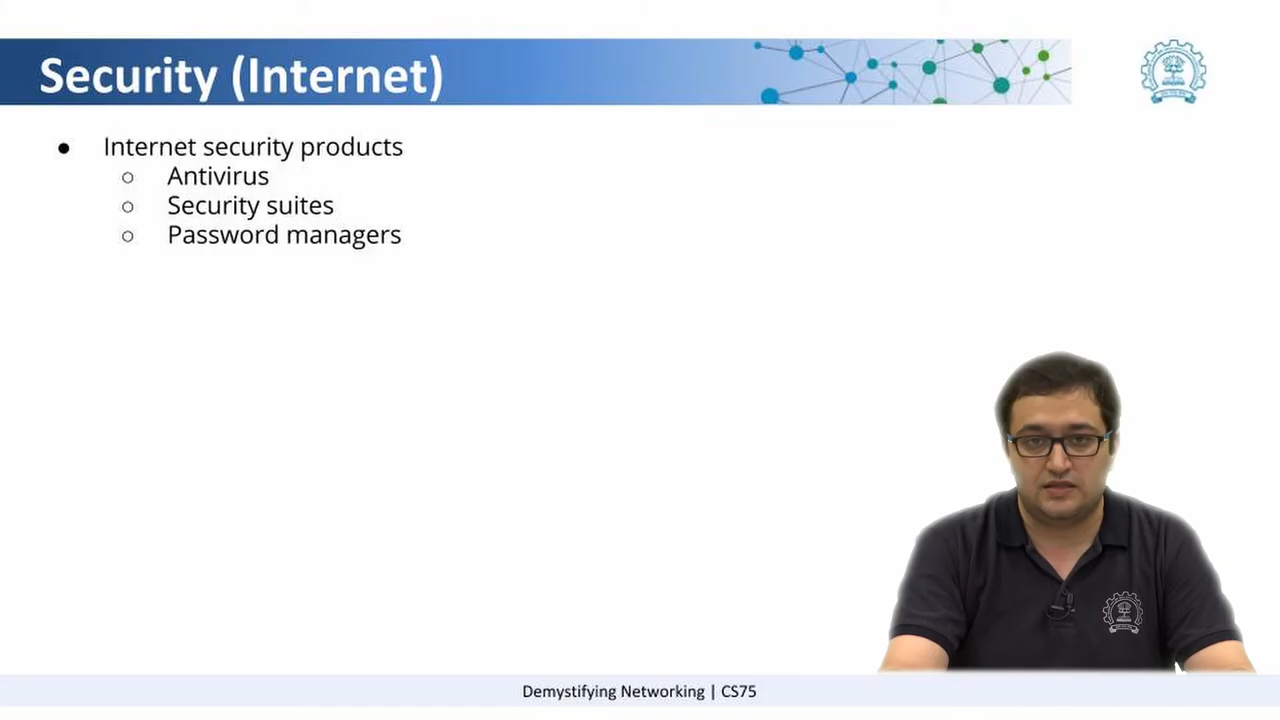 Security (Internet)
● Internet security products
○ Antivirus
○ Security suites
○ Password managers
Demystifying Networking | CS75